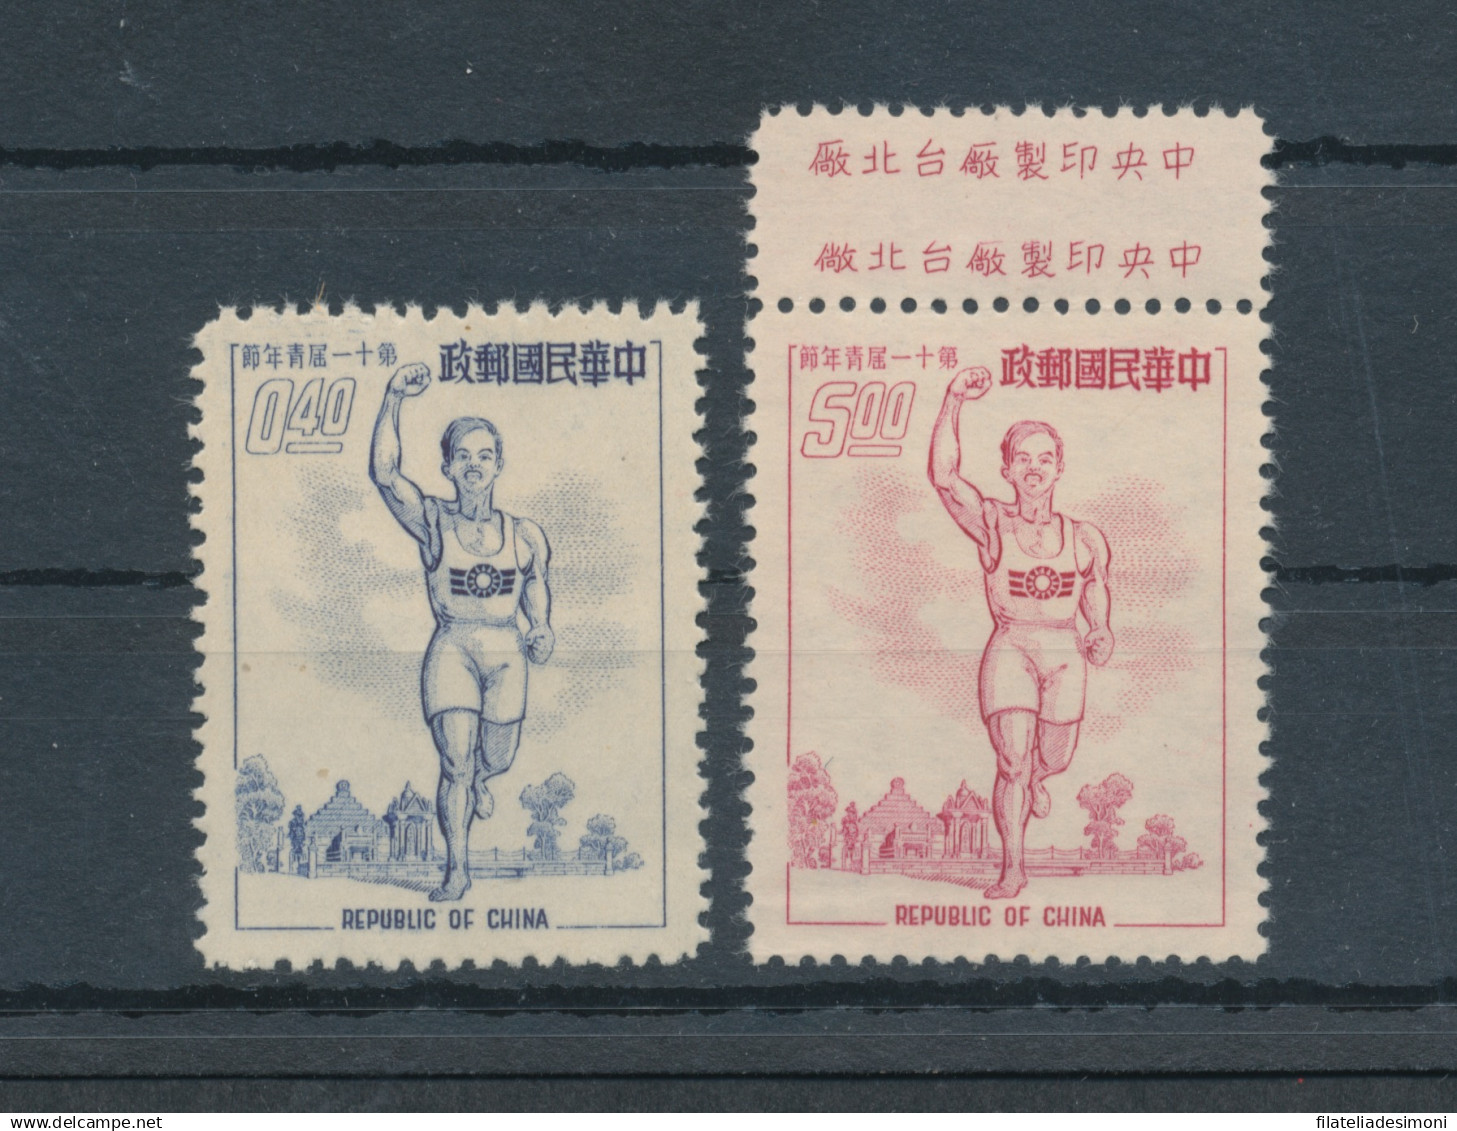 中央印製廠台北廠
中央印製廠台北廠
中華民國郵政
第十一屆青年節
0.40
REPUBLIC OF CHINA
中華民國郵政
第十一屆青年節
5.00
REPUBLIC OF CHINA
filateliadesimoni